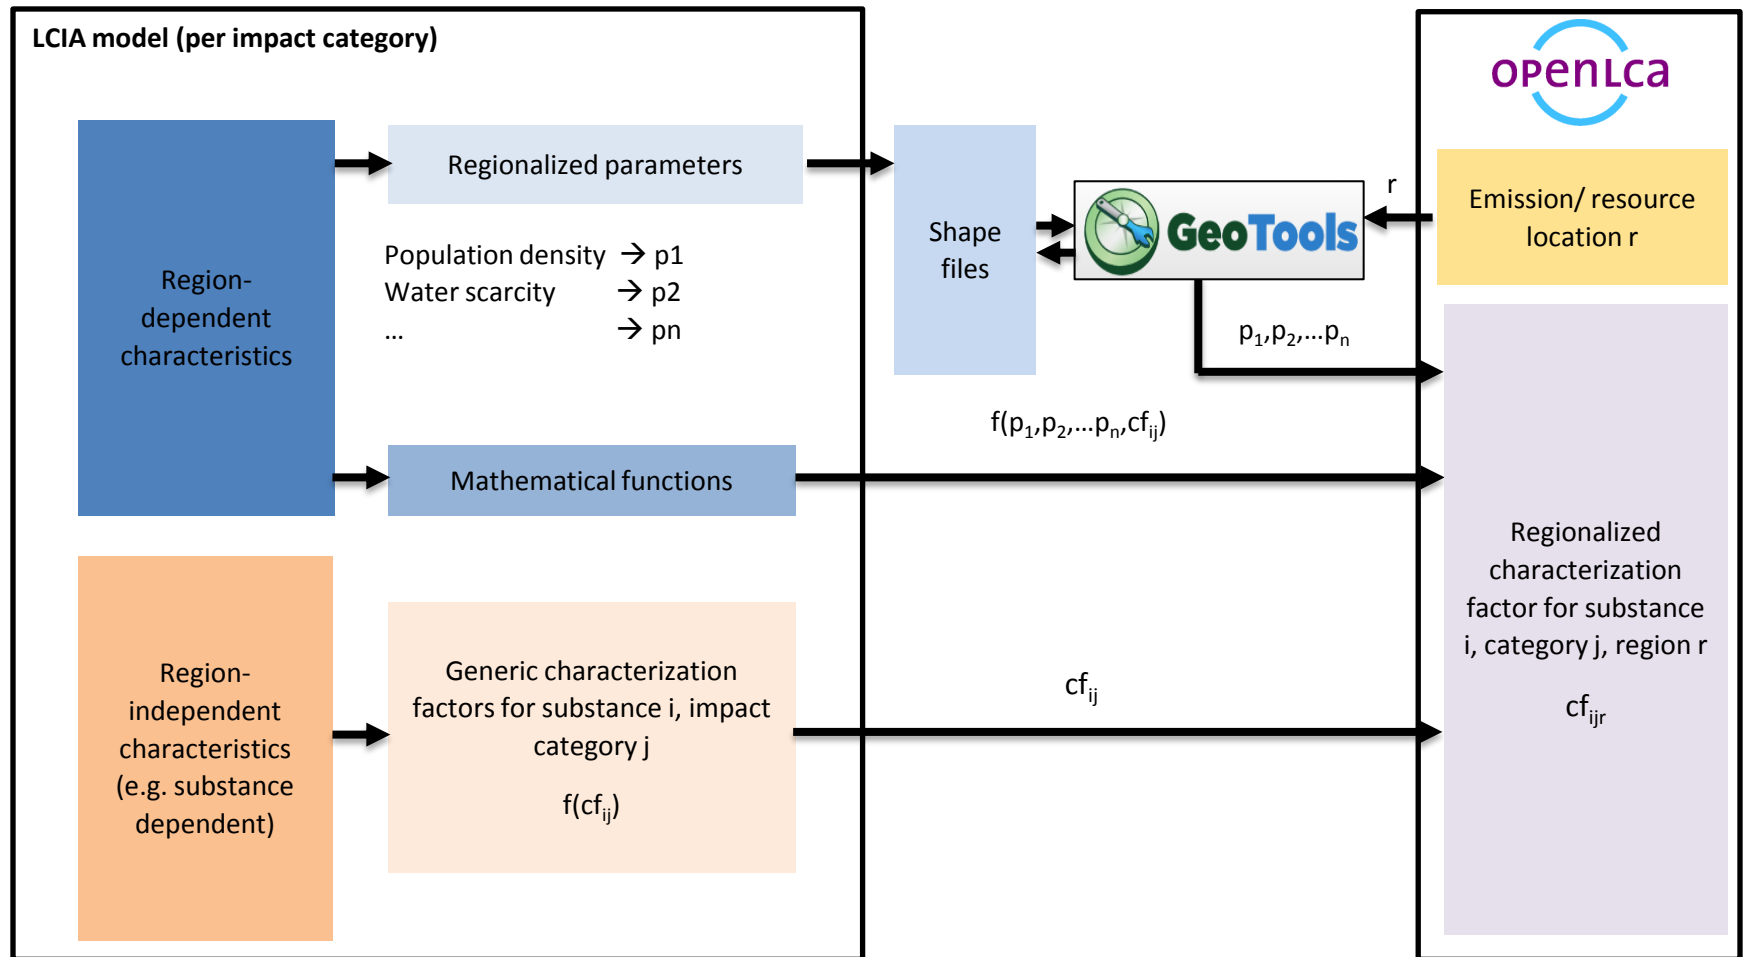 LCIA model (per impact category)
Region-
dependent
characteristics
Regionalized parameters
Population density → p1
Water scarcity → p2
... → pn
Mathematical functions
Region-
independent
characteristics
(e.g. substance
dependent)
Generic characterization
factors for substance i, impact
category j
f(cfij)
Shape
files
GeoTools
r
p1,p2,...pn
f(p1,p2,...pn,cfij)
cfij
openLca
Emission/ resource
location r
Regionalized
characterization
factor for substance
i, category j, region r
cfijr